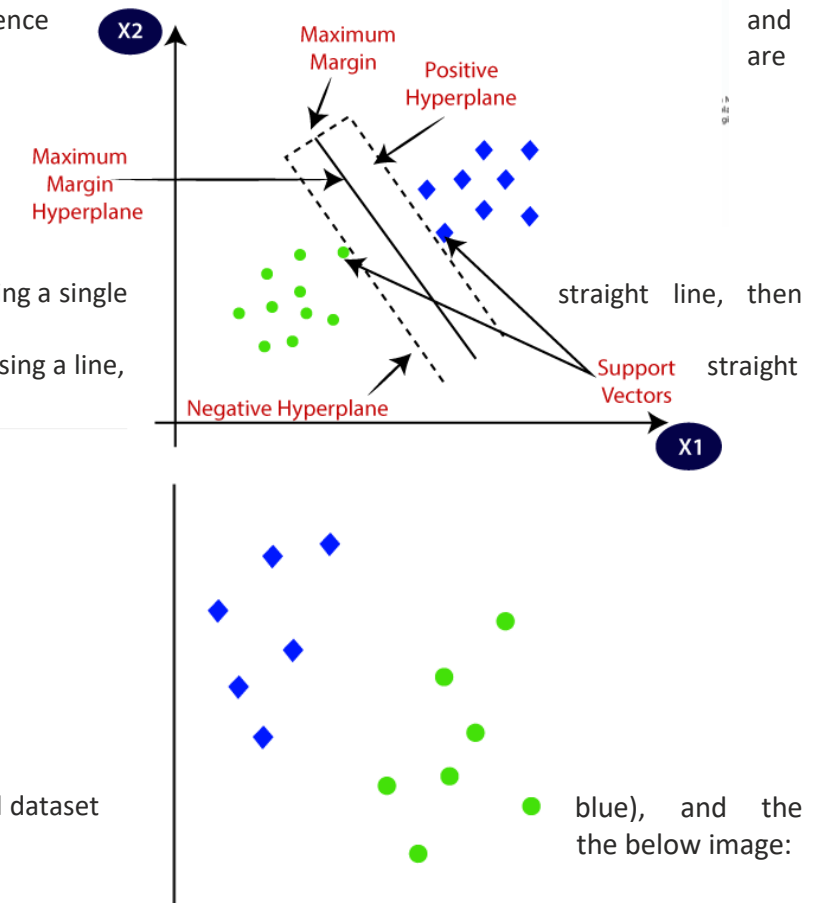 ence
X2
and
are
Maximum
Margin
Positive
Hyperplane
Maximum
Margin
Hyperplane
ng a single
straight line, then
sing a line,
Support
Vectors
straight
Negative Hyperplane
X1
dataset
blue), and the
the below image: